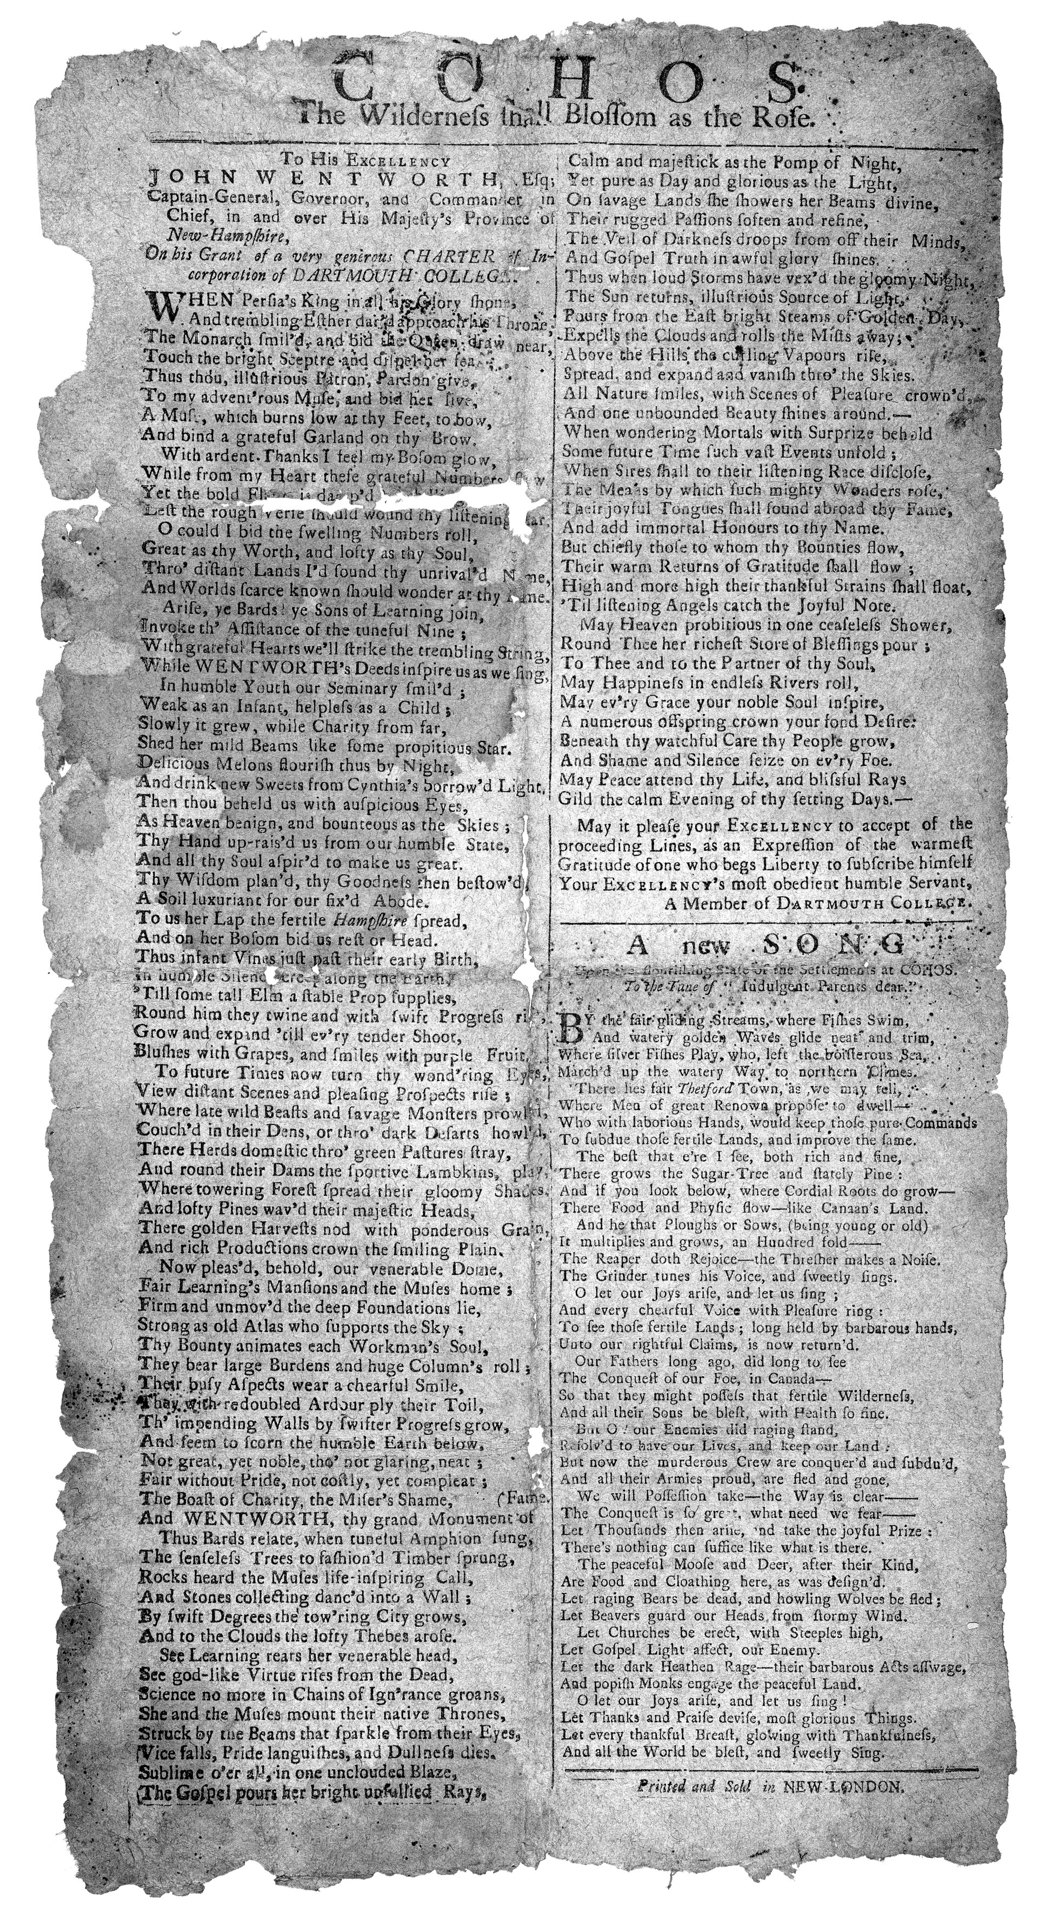 COHOS
The Wilderneſs ſhall Bloſſom as the Roſe.
To His EXCELLENCY
JOHN WENTWORTH, Eſq;
Captain-General, Governor, and Commander in
Chief, in and over His Majeſty's Province of
New-Hampſhire,
On his Grant of a very generous CHARTER of In-
corporation of DARTMOUTH COLLEGE.
WHEN Perſia's King in all his Glory ſhone,
And trembling Eſther dar'd approach his Throne,
The Monarch ſmil'd, and bid the Queen draw near,
Touch the bright Sceptre and diſpel her fea
Thus thou, illuſtrious Patron, Pardon give,
To my advent'rous Muſe, and bid her live,
A Muſe, which burns low at thy Feet, to bow,
And bind a grateful Garland on thy Brow.
With ardent Thanks I feel my Boſom glow,
While from my Heart theſe grateful Numbers flow
Yet the bold is damp'd
Leſt the rough Verſe ſhould wound thy liſtening Ear.
O could I bid the ſwelling Numbers roll,
Great as thy Worth, and lofty as thy Soul,
Thro' diſtant Lands I'd ſound thy unrival'd Name,
And Worlds ſcarce known ſhould wonder at thy Fame.
Ariſe, ye Bards! ye Sons of Learning join,
Invoke th' Aſſiſtance of the tuneful Nine;
With grateful Hearts we'll ſtrike the trembling String,
While WENTWORTH's Deeds inſpire us as we ſing,
In humble Youth our Seminary ſmil'd;
Weak as an Infant, helpleſs as a Child;
Slowly it grew, while Charity from far,
Shed her mild Beams like ſome propitious Star.
Delicious Melons flouriſh thus by Night,
And drink new Sweets from Cynthia's borrow'd Light,
Then thou beheld us with auſpicious Eyes,
As Heaven benign, and bounteous as the Skies;
Thy Hand up-rais'd us from our humble State,
And all thy Soul aſpir'd to make us great.
Thy Wiſdom plan'd, thy Goodneſs then beſtow'd
A Soil luxuriant for our fix'd Abode.
To us her Lap the fertile Hampſhire ſpread,
And on her Boſom bid us reſt or Head.
Thus infant Vines juſt paſt their early Birth,
In humble Silence creep along the Earth,
'Till ſome tall Elm a ſtable Prop ſupplies,
Round him they twine and with ſwift Progreſs riſe,
Grow and expand 'till ev'ry tender Shoot,
Bluſhes with Grapes, and ſmiles with purple Fruit.
To future Times now turn thy wond'ring Eyes,
View diſtant Scenes and pleaſing Proſpects riſe;
Where late wild Beaſts and ſavage Monſters prowl'd,
Couch'd in their Dens, or thro' dark Deſarts howl'd,
There Herds domeſtic thro' green Paſtures ſtray,
And round their Dams the ſportive Lambkins, play.
Where towering Foreſt ſpread their gloomy Shades.
And lofty Pines wav'd their majeſtic Heads,
There golden Harveſts nod with ponderous Grain,
And rich Productions crown the ſmiling Plain.
Now pleas'd, behold, our venerable Dome,
Fair Learning's Manſions and the Muſes home;
Firm and unmov'd the deep Foundations lie,
Strong as old Atlas who ſupports the Sky;
Thy Bounty animates each Workman's Soul,
They bear large Burdens and huge Column's roll;
Their buſy Aſpects wear a chearful Smile,
They with redoubled Ardour ply their Toil,
Th' impending Walls by ſwifter Progreſs grow,
And ſeem to ſcorn the humble Earth below,
Not great, yet noble, tho' not glaring, neat;
Fair without Pride, not coſtly, yet compleat;
The Boaſt of Charity, the Miſer's Shame, (Fame.
And WENTWORTH, thy grand Monument of
Thus Bards relate, when tuneful Amphion ſung,
The ſenſeleſs Trees to faſhion'd Timber ſprung,
Rocks heard the Muſes life-inſpiring Call,
And Stones collecting danc'd into a Wall;
By ſwift Degrees the tow'ring City grows,
And to the Clouds the lofty Thebes aroſe.
See Learning rears her venerable head,
See god-like Virtue riſes from the Dead,
Science no more in Chains of Ign'rance groans,
She and the Muſes mount their native Thrones,
Struck by the Beams that ſparkle from their Eyes,
Vice falls, Pride languiſhes, and Dullneſs dies.
Sublime o'er all, in one unclouded Blaze,
The Goſpel pours her bright unſullied Rays,
Calm and majeſtick as the Pomp of Night,
Yet pure as Day and glorious as the Light,
On ſavage Lands ſhe ſhowers her Beams divine,
Their rugged Paſſions ſoften and refine,
The Veil of Darkneſs droops from off their Minds,
And Goſpel Truth in awful glory ſhines.
Thus when loud Storms have vex'd the gloomy Night,
The Sun returns, illuſtrious Source of Light,
Pours from the Eaſt bright Steams of Golden Day,
Expells the Clouds and rolls the Miſts away;
Above the Hills the curling Vapours riſe,
Spread, and expand and vaniſh thro' the Skies.
All Nature ſmiles, with Scenes of Pleaſure crown'd,
And one unbounded Beauty ſhines around.—
When wondering Mortals with Surprize behold
Some future Time ſuch vaſt Events unfold;
When Sires ſhall to their liſtening Race diſcloſe,
The Means by which ſuch mighty Wonders roſe,
Their joyful Tongues ſhall ſound abroad thy Fame,
And add immortal Honours to thy Name.
But chiefly thoſe to whom thy Bounties flow,
Their warm Returns of Gratitude ſhall flow;
High and more high their thankful Strains ſhall float,
'Til liſtening Angels catch the Joyful Note.
May Heaven probitious in one ceaſeleſs Shower,
Round Thee her richeſt Store of Bleſſings pour;
To Thee and to the Partner of thy Soul,
May Happineſs in endleſs Rivers roll,
May ev'ry Grace your noble Soul inſpire,
A numerous offspring crown your fond Deſire:
Beneath thy watchful Care thy People grow,
And Shame and Silence ſeize on ev'ry Foe.
May Peace attend thy Life, and bliſsful Rays
Gild the calm Evening of thy ſetting Days.—
May it pleaſe your EXCELLENCY to accept of the
proceeding Lines, as an Expreſſion of the warmeſt
Gratitude of one who begs Liberty to ſubſcribe himſelf
Your EXCELLENCY's moſt obedient humble Servant,
A Member of DARTMOUTH COLLEGE.
A new SONG
Upon the flouriſhing State of the Settlements at COHOS.
To the Tune of " Indulgent Parents dear."
BY the fair gliding Streams, where Fiſhes Swim,
And watery golden Waves glide neat and trim,
Where ſilver Fiſhes Play, who, left the boiſterous Sea,
March'd up the watery Way to northern Climes.
There lies fair Thetford Town, as we may tell,
Where Men of great Renown propoſe to dwell—
Who with laborious Hands, would keep thoſe pure Commands
To ſubdue thoſe fertile Lands, and improve the ſame.
The beſt that e're I ſee, both rich and fine,
There grows the Sugar-Tree and ſtately Pine:
And if you look below, where Cordial Roots do grow—
There Food and Phyſic flow—like Canaan's Land.
And he that Ploughs or Sows, (being young or old)
It multiplies and grows, an Hundred fold——
The Reaper doth Rejoice—the Threſher makes a Noiſe.
The Grinder tunes his Voice, and ſweetly ſings.
O let our Joys ariſe, and let us ſing;
And every chearful Voice with Pleaſure ring:
To ſee thoſe fertile Lands; long held by barbarous hands,
Unto our rightful Claims, is now return'd.
Our Fathers long ago, did long to ſee
The Conqueſt of our Foe, in Canada—
So that they might poſſeſs that fertile Wilderneſs,
And all their Sons be bleſt, with Health ſo fine.
But O! our Enemies did raging ſtand,
Reſolv'd to have our Lives, and keep our Land:
But now the murderous Crew are conquer'd and ſubdu'd,
And all their Armies proud, are fled and gone,
We will Poſſeſſion take—the Way is clear——
The Conqueſt is ſo great, what need we fear——
Let Thouſands then ariſe, and take the joyful Prize:
There's nothing can ſuffice like what is there.
The peaceful Mooſe and Deer, after their Kind,
Are Food and Cloathing here, as was deſign'd.
Let raging Bears be dead, and howling Wolves be fled;
Let Beavers guard our Heads from ſtormy Wind.
Let Churches be erect, with Steeples high,
Let Goſpel Light affect, our Enemy.
Let the dark Heathen Rage—their barbarous Acts aſſwage,
And popiſh Monks engage the peaceful Land.
O let our Joys ariſe, and let us ſing!
Let Thanks and Praiſe deviſe, moſt glorious Things.
Let every thankful Breaſt, glowing with Thankfulneſs,
And all the World be bleſt, and ſweetly Sing.
Printed and Sold in NEW-LONDON.